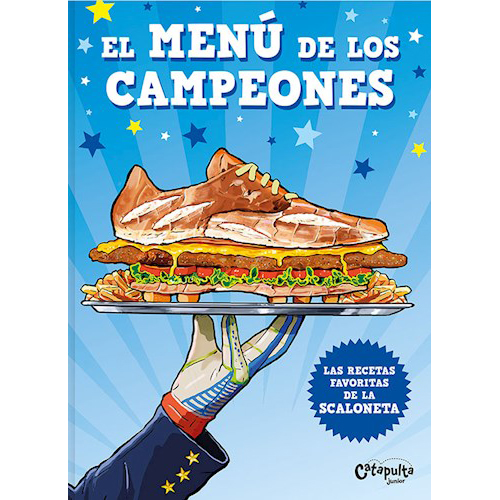 EL MENÚ DE LOS
CAMPEONES
LAS RECETAS
FAVORITAS
DE LA
SCALONETA
Catapulta
junior